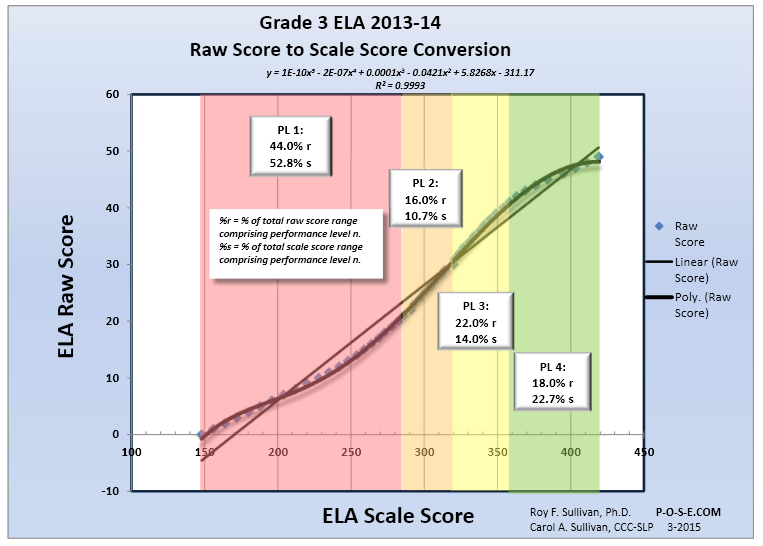 Grade 3 ELA 2013-14
Raw Score to Scale Score Conversion
y = 1E-10x⁵ - 2E-07x⁴ + 0.0001x³ - 0.0421x² + 5.8268x - 311.17
R² = 0.9993
60
50
40
30
20
10
0
-10
100
150
200
250
300
350
400
450
ELA Raw Score
ELA Scale Score
PL 1:
44.0% r
52.8% s
PL 2:
16.0% r
10.7% s
%r = % of total raw score range
comprising performance level n.
%s = % of total scale score range
comprising performance level n.
PL 3:
22.0% r
14.0% s
PL 4:
18.0% r
22.7% s
Raw
Score
Linear (Raw
Score)
Poly. (Raw
Score)
Roy F. Sullivan, Ph.D. P-O-S-E.COM
Carol A. Sullivan, CCC-SLP 3-2015